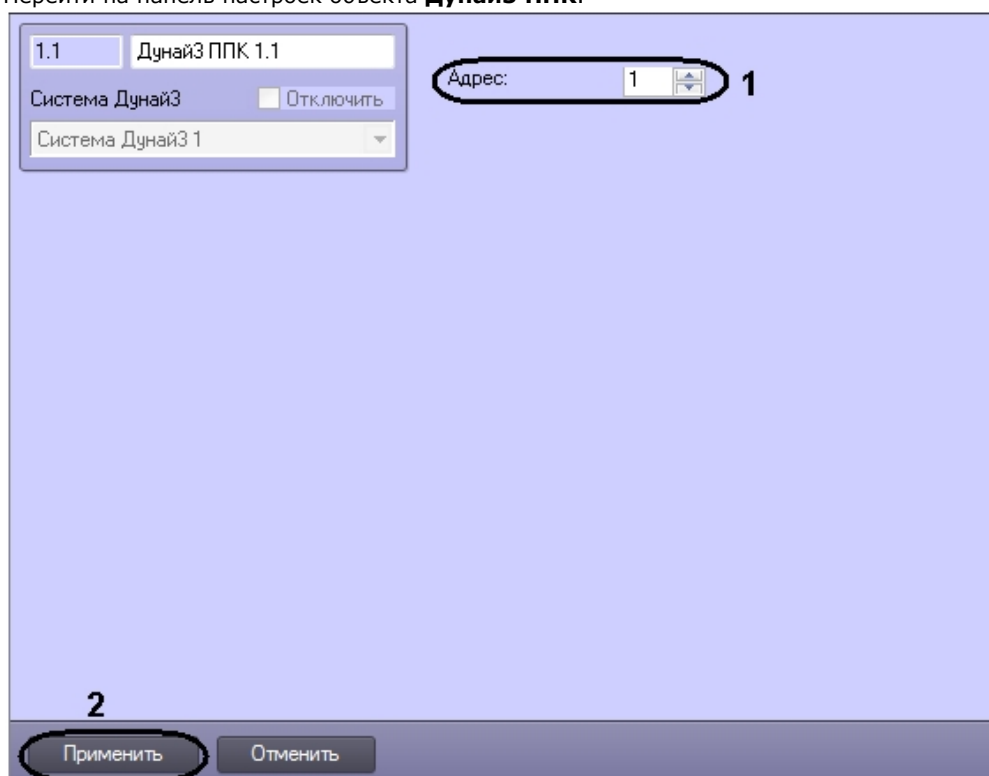 Перейти на панель настроек объекта Дунай3 ППК.
1.1 Дунай3 ППК 1.1
Адрес: 1 1
Система Дунай3 Отключить
Система Дунай3 1
2
Применить Отменить